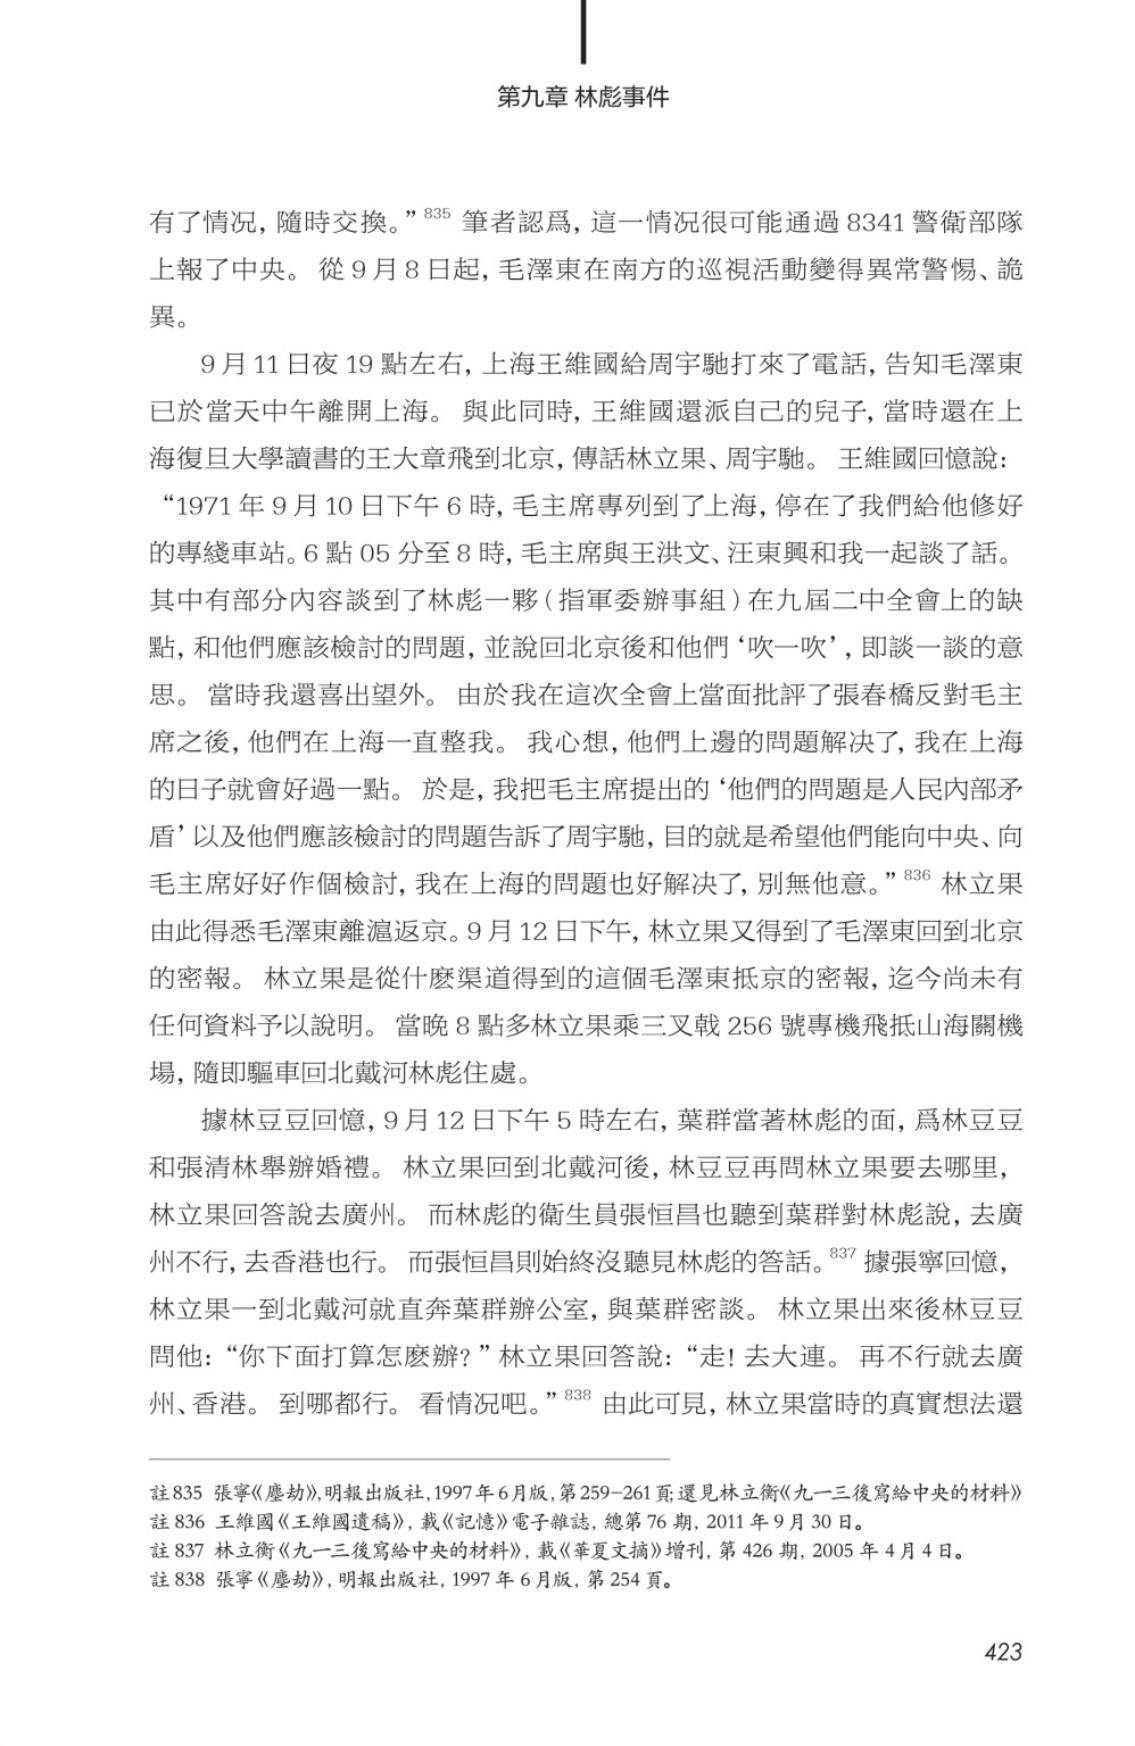 第九章 林彪事件
有了情况，隨時交換。”835 筆者認爲，這一情况很可能通過 8341 警衛部隊
上報了中央。 從 9 月 8 日起，毛澤東在南方的巡視活動變得異常警惕、詭
異。
9 月 11 日夜 19 點左右，上海王維國給周宇馳打來了電話，告知毛澤東
已於當天中午離開上海。 與此同時，王維國還派自己的兒子，當時還在上
海復旦大學讀書的王大章飛到北京，傳話林立果、周宇馳。 王維國回憶說：
“1971 年 9 月 10 日下午 6 時，毛主席專列到了上海，停在了我們給他修好
的專綫車站。6 點 05 分至 8 時，毛主席與王洪文、汪東興和我一起談了話。
其中有部分內容談到了林彪一夥（指軍委辦事組）在九屆二中全會上的缺
點，和他們應該檢討的問題，並說回北京後和他們‘吹一吹’，即談一談的意
思。 當時我還喜出望外。 由於我在這次全會上當面批評了張春橋反對毛主
席之後，他們在上海一直整我。 我心想，他們上邊的問題解决了，我在上海
的日子就會好過一點。 於是，我把毛主席提出的‘他們的問題是人民內部矛
盾’以及他們應該檢討的問題告訴了周宇馳，目的就是希望他們能向中央、向
毛主席好好作個檢討，我在上海的問題也好解决了，別無他意。”836 林立果
由此得悉毛澤東離滬返京。9 月 12 日下午，林立果又得到了毛澤東回到北京
的密報。 林立果是從什麽渠道得到的這個毛澤東抵京的密報，迄今尚未有
任何資料予以說明。 當晚 8 點多林立果乘三叉戟 256 號專機飛抵山海關機
場，隨即驅車回北戴河林彪住處。
據林豆豆回憶，9 月 12 日下午 5 時左右，葉群當著林彪的面，爲林豆豆
和張清林舉辦婚禮。 林立果回到北戴河後，林豆豆再問林立果要去哪里，
林立果回答說去廣州。 而林彪的衛生員張恒昌也聽到葉群對林彪說，去廣
州不行，去香港也行。 而張恒昌則始終沒聽見林彪的答話。837 據張寧回憶，
林立果一到北戴河就直奔葉群辦公室，與葉群密談。 林立果出來後林豆豆
問他：“你下面打算怎麽辦？”林立果回答說：“走！去大連。 再不行就去廣
州、香港。 到哪都行。 看情况吧。”838 由此可見，林立果當時的真實想法還
註 835 張寧《塵劫》，明報出版社，1997 年 6 月版，第 259-261 頁；還見林立衡《九一三後寫給中央的材料》
註 836 王維國《王維國遺稿》，載《記憶》電子雜誌，總第 76 期，2011 年 9 月 30 日。
註 837 林立衡《九一三後寫給中央的材料》，載《華夏文摘》增刊，第 426 期，2005 年 4 月 4 日。
註 838 張寧《塵劫》，明報出版社，1997 年 6 月版，第 254 頁。
423